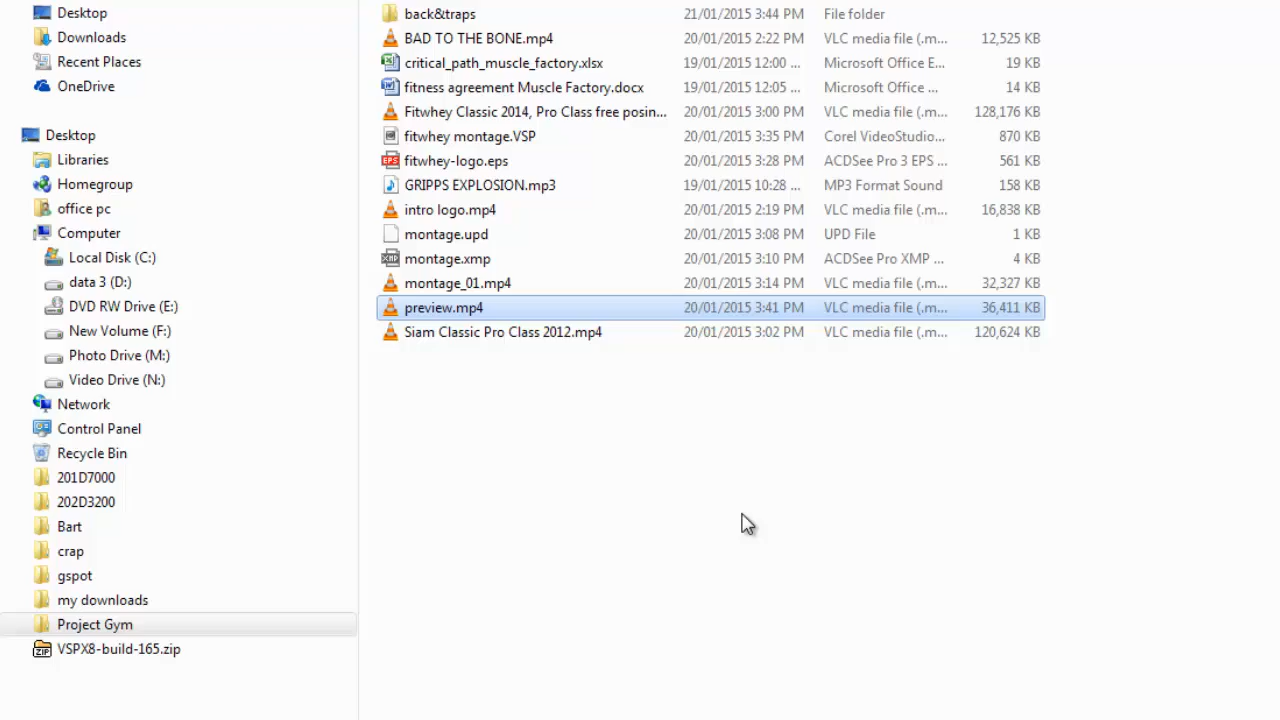 Desktop
Downloads
Recent Places
OneDrive
Desktop
Libraries
Homegroup
office pc
Computer
Local Disk (C:)
data 3 (D:)
DVD RW Drive (E:)
New Volume (F:)
Photo Drive (M:)
Video Drive (N:)
Network
Control Panel
Recycle Bin
201D7000
202D3200
Bart
crap
gspot
my downloads
Project Gym
ZIP VSPX8-build-165.zip
back&traps 21/01/2015 3:44 PM File folder
BAD TO THE BONE.mp4 20/01/2015 2:22 PM VLC media file (.m... 12,525 KB
critical_path_muscle_factory.xlsx 19/01/2015 12:00 ... Microsoft Office E... 19 KB
fitness agreement Muscle Factory.docx 19/01/2015 12:05 ... Microsoft Office ... 14 KB
Fitwhey Classic 2014, Pro Class free posin... 20/01/2015 3:00 PM VLC media file (.m... 128,176 KB
fitwhey montage.VSP 20/01/2015 3:35 PM Corel VideoStudio... 870 KB
EPS fitwhey-logo.eps 20/01/2015 3:28 PM ACDSee Pro 3 EPS ... 561 KB
GRIPPS EXPLOSION.mp3 19/01/2015 10:28 ... MP3 Format Sound 158 KB
intro logo.mp4 20/01/2015 2:19 PM VLC media file (.m... 16,838 KB
montage.upd 20/01/2015 3:08 PM UPD File 1 KB
XMP montage.xmp 20/01/2015 3:10 PM ACDSee Pro XMP ... 4 KB
montage_01.mp4 20/01/2015 3:14 PM VLC media file (.m... 32,327 KB
preview.mp4 20/01/2015 3:41 PM VLC media file (.m... 36,411 KB
Siam Classic Pro Class 2012.mp4 20/01/2015 3:02 PM VLC media file (.m... 120,624 KB